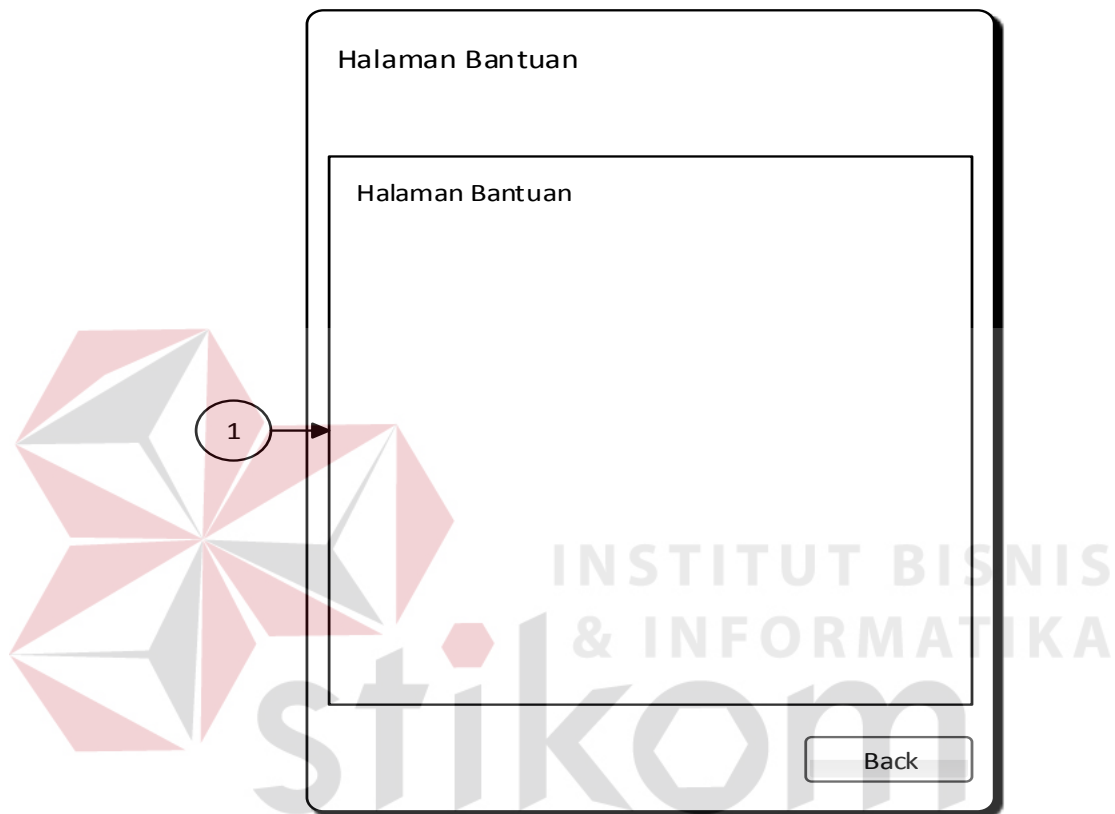 Halaman Bantuan
Halaman Bantuan
1
INSTITUT BISNIS
& INFORMATIKA
stikom
Back